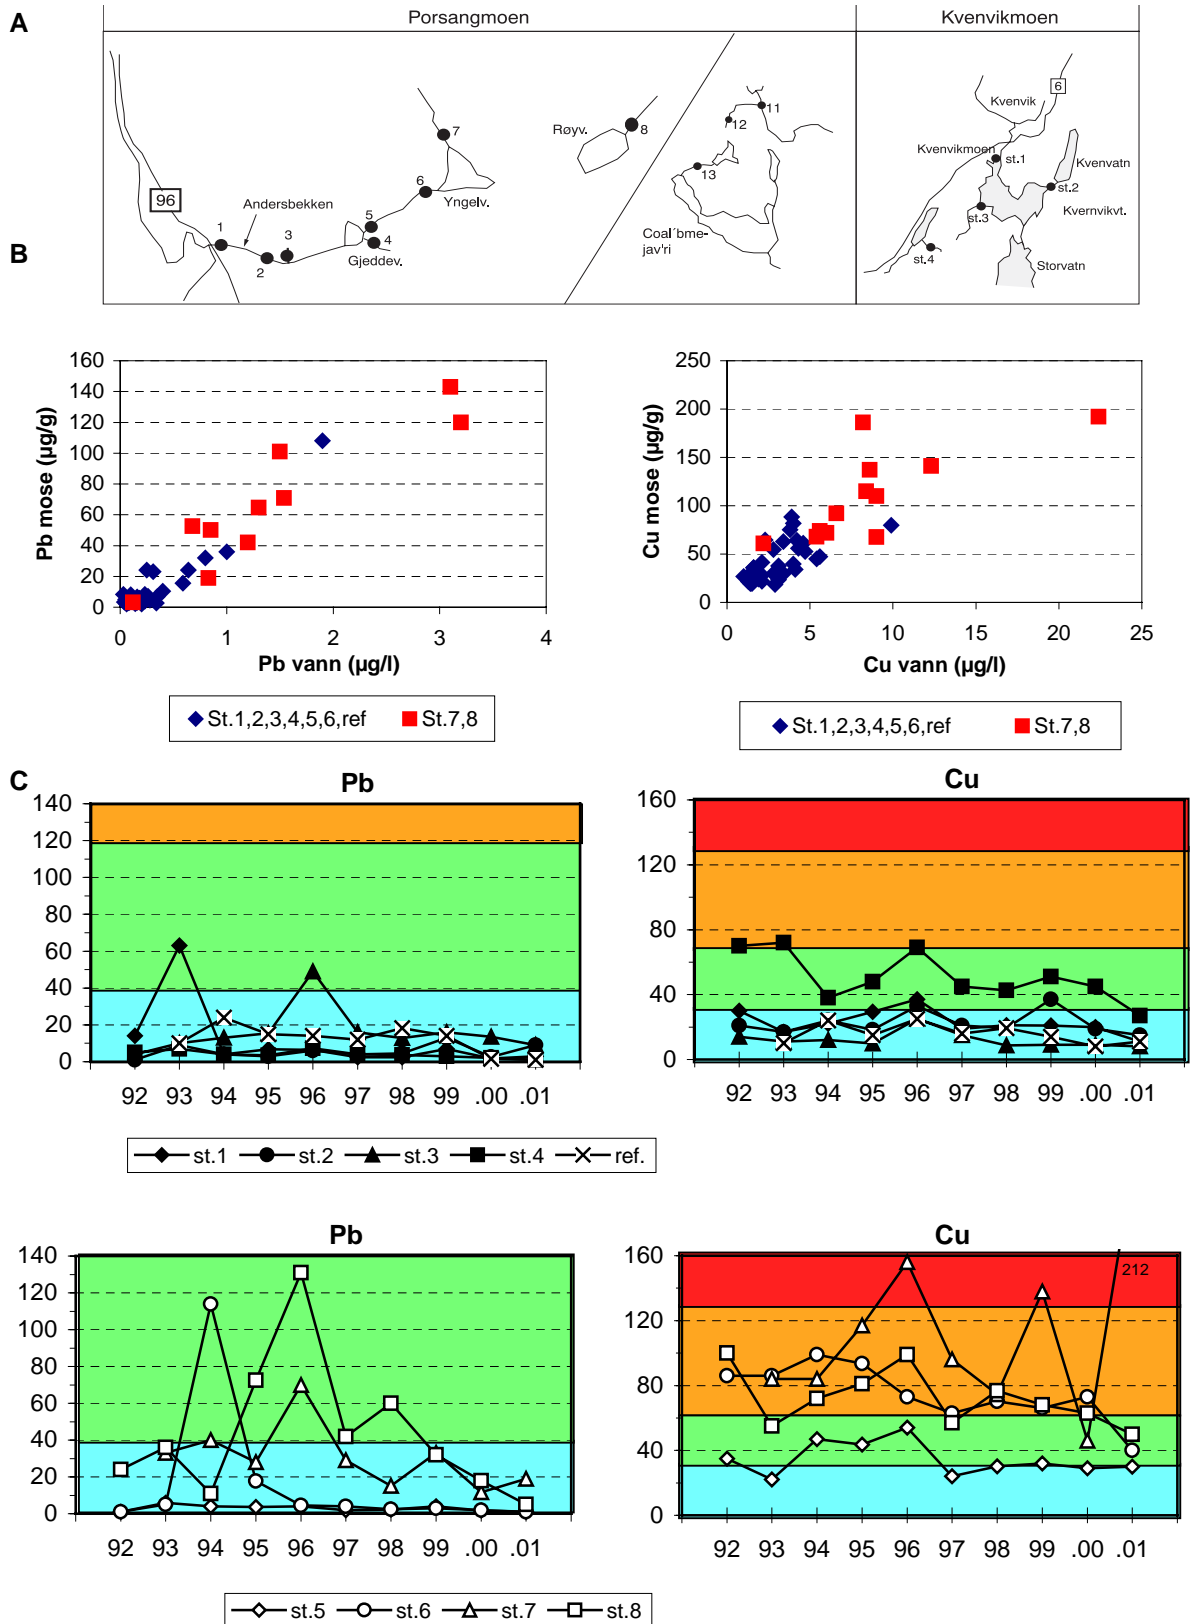 A
Porsangmoen
Kvenvikmoen
96
Andersbekken
1
2
3
4
5
6
7
Gjeddev.
Yngelv.
Røyv.
8
11
12
13
Coal´bme-
jav'ri
6
Kvenvik
Kvenvikmoen
st.1
Kvenvatn
st.2
Kvernvikvt.
st.3
st.4
Storvatn
B
Pb mose (µg/g)
160
140
120
100
80
60
40
20
0
0 1 2 3 4
Pb vann (µg/l)
St.1,2,3,4,5,6,ref St.7,8
Cu mose (µg/g)
250
200
150
100
50
0
0 5 10 15 20 25
Cu vann (µg/l)
St.1,2,3,4,5,6,ref St.7,8
C
Pb
140
120
100
80
60
40
20
0
92 93 94 95 96 97 98 99 .00 .01
Cu
160
120
80
40
0
92 93 94 95 96 97 98 99 .00 .01
st.1 st.2 st.3 st.4 ref.
Pb
140
120
100
80
60
40
20
0
92 93 94 95 96 97 98 99 .00 .01
Cu
160
120
80
40
0
212
92 93 94 95 96 97 98 99 .00 .01
st.5 st.6 st.7 st.8